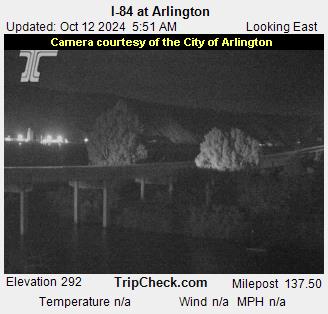 I-84 at Arlington
Updated: Oct 12 2024 5:51 AM Looking East
Camera courtesy of the City of Arlington
Elevation 292 TripCheck.com Milepost 137.50
Temperature n/a Wind n/a MPH n/a